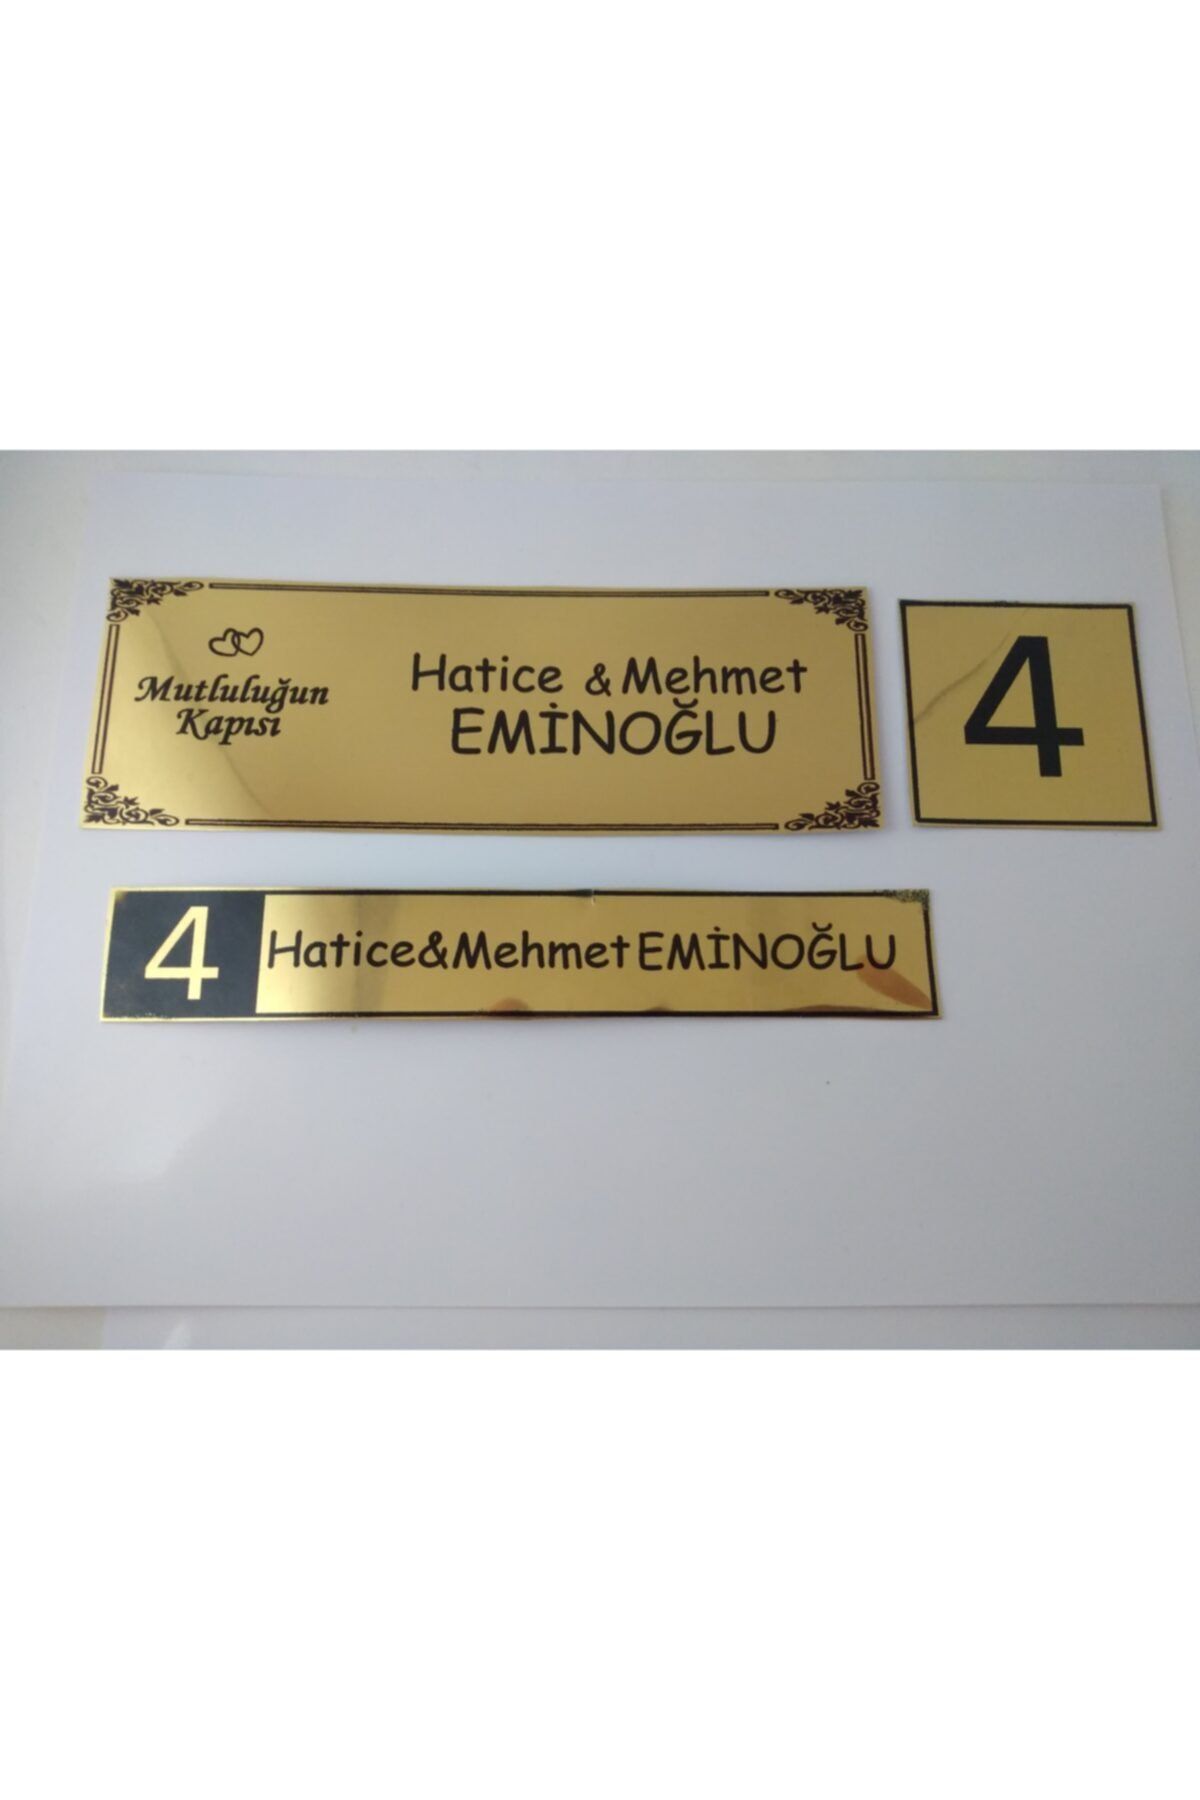 Mutluluğun
Kapısı
Hatice & Mehmet
EMİNOĞLU
4
4
Hatice&Mehmet EMİNOĞLU